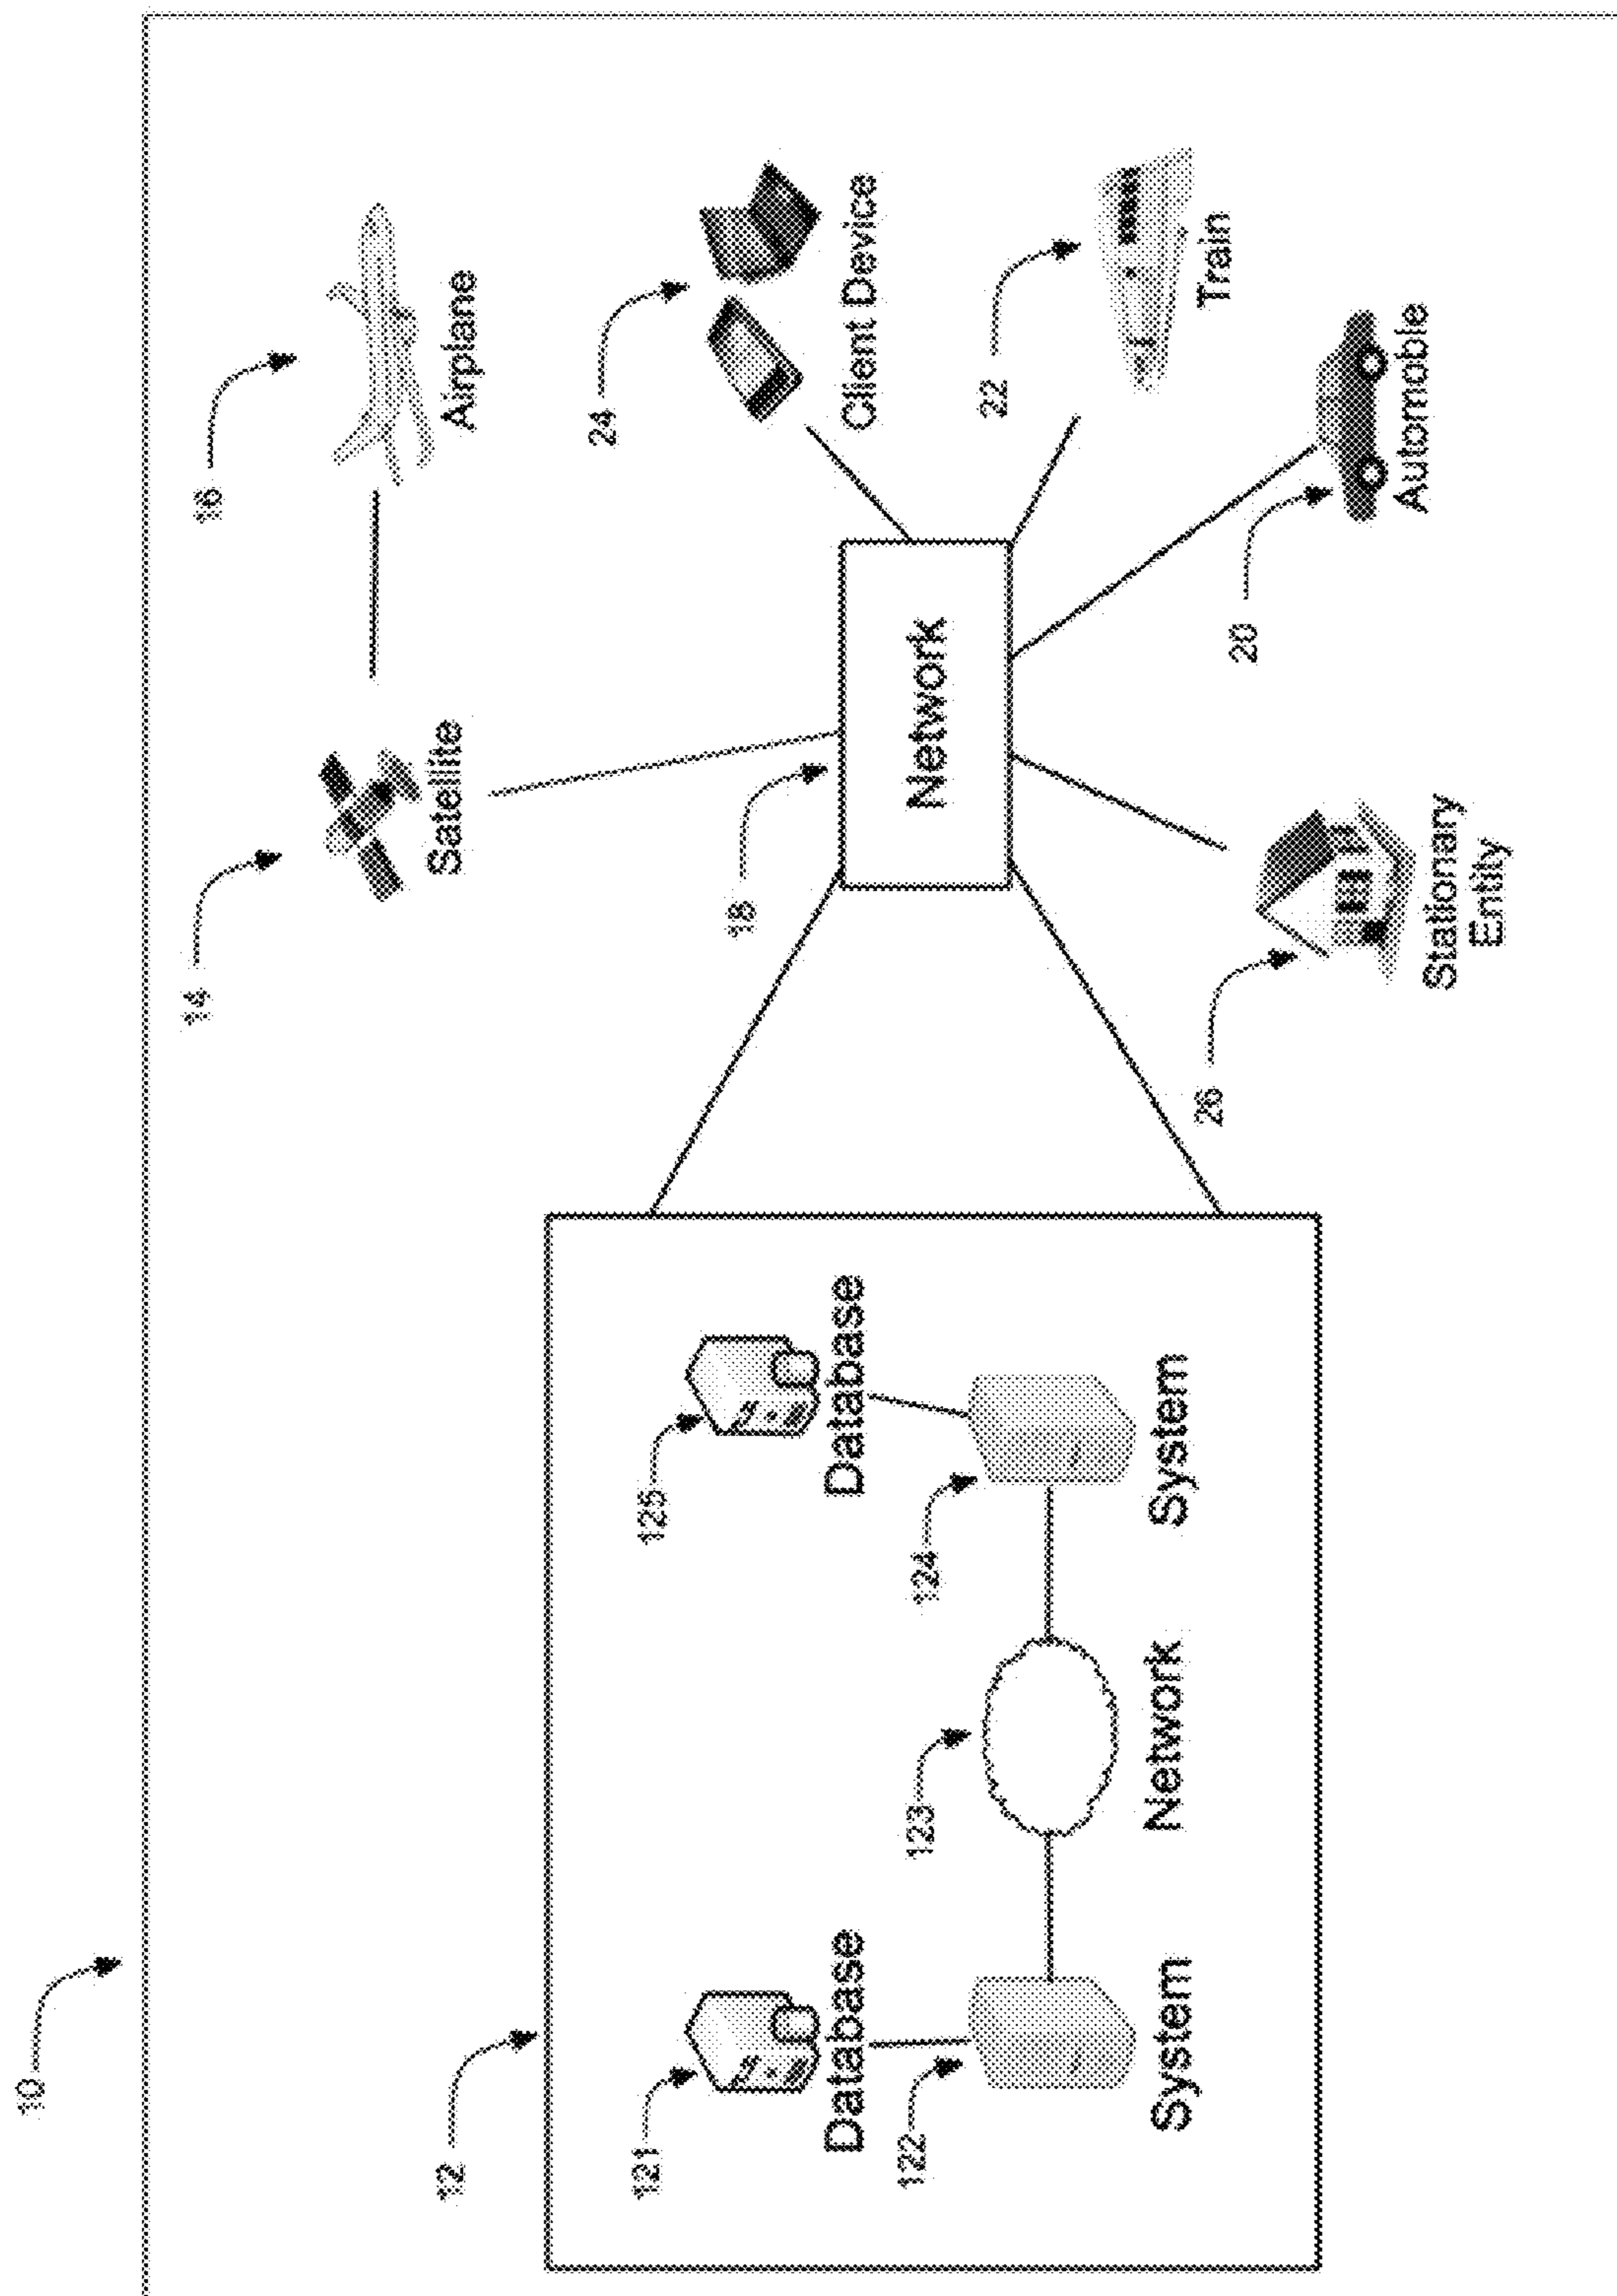 10
14
Satellite
16
Airplane
12
18
Network
24
Client Device
121
Database
125
Database
22
Train
122
System
123
Network
124
System
26
Stationary
Entity
20
Automobile